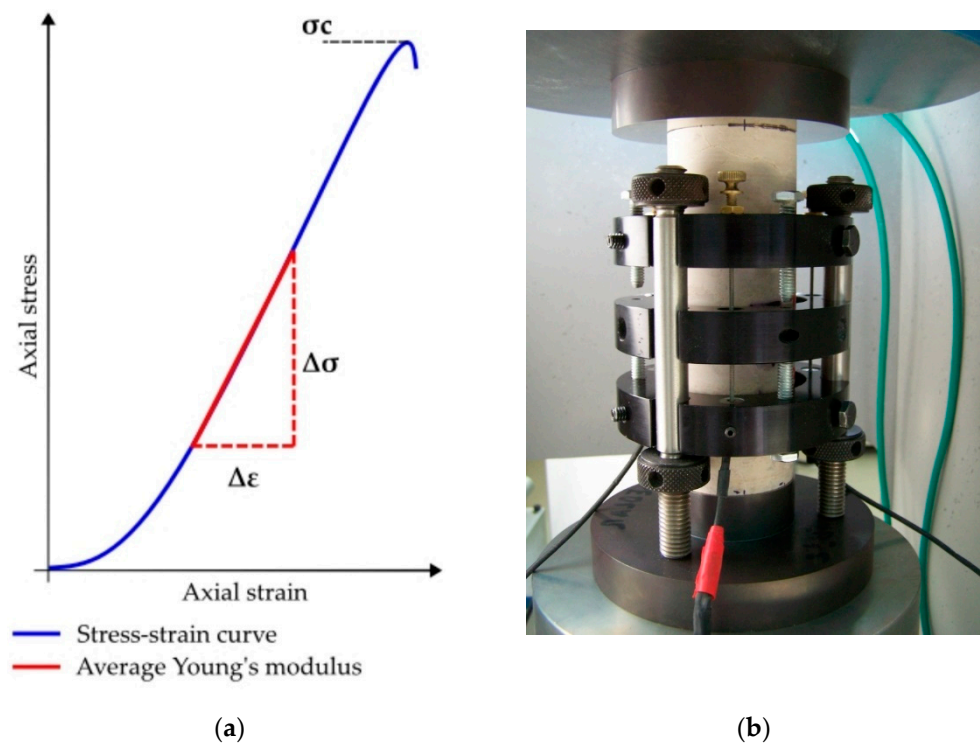 σc
Axial stress
Δσ
Δε
Axial strain
Stress-strain curve
Average Young's modulus
(a)
(b)